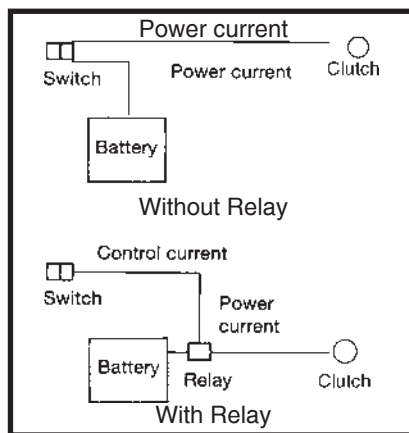 Power current
Power current
Clutch
Switch
Battery
Without Relay
Control current
Switch
Power
current
Battery
Relay
Clutch
With Relay